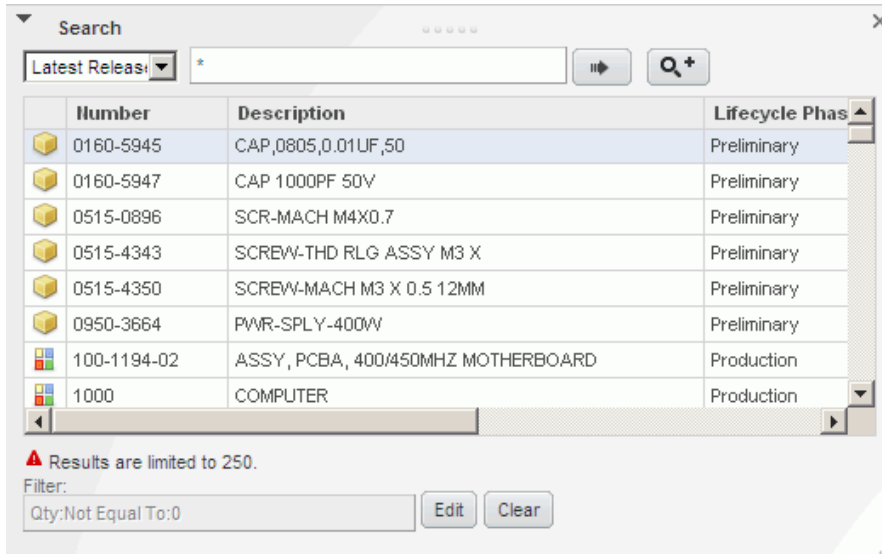 Search
Latest Releas
*
Number Description Lifecycle Phas
0160-5945 CAP,0805,0.01UF,50 Preliminary
0160-5947 CAP 1000PF 50V Preliminary
0515-0896 SCR-MACH M4X0.7 Preliminary
0515-4343 SCREW-THD RLG ASSY M3 X Preliminary
0515-4350 SCREW-MACH M3 X 0.5 12MM Preliminary
0950-3664 PWR-SPLY-400W Preliminary
100-1194-02 ASSY, PCBA, 400/450MHZ MOTHERBOARD Production
1000 COMPUTER Production
Results are limited to 250.
Filter:
Qty:Not Equal To:0 Edit Clear